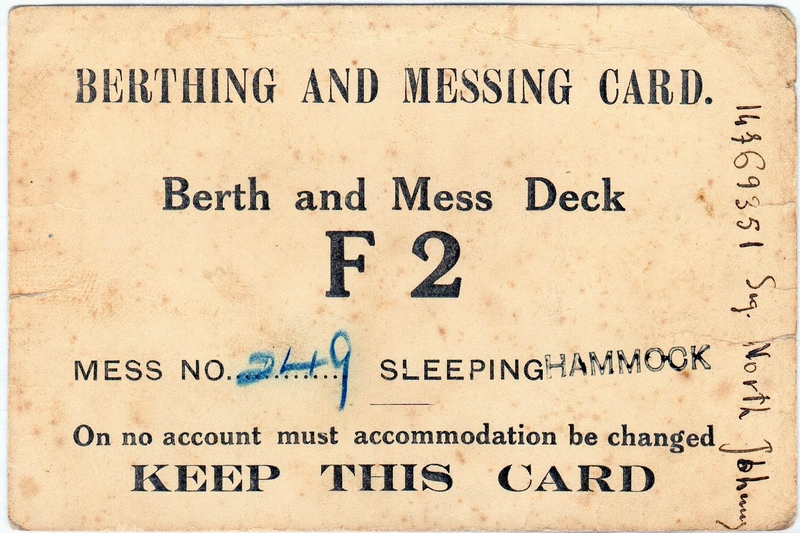 BERTHING AND MESSING CARD.
Berth and Mess Deck
F 2
MESS NO. 249 SLEEPING HAMMOCK
On no account must accommodation be changed
KEEP THIS CARD
14769351 Sig. North Johnny